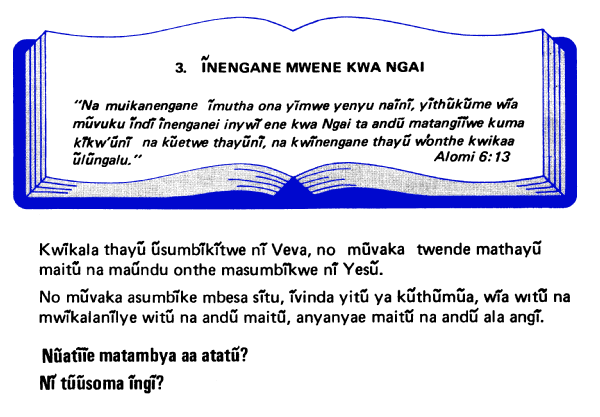 3. ĨNENGANE MWENE KWA NGAI
"Na muikanengane ĩmutha ona yĩmwe yenyu naĩnĩ, yĩthũkũme wĩa
mũvuku ĩndĩ ĩnenganei inywĩ ene kwa Ngai ta andũ matangĩĩwe kuma
kĩkw'ũnĩ na kũetwe thayũnĩ, na kwĩnengane thayũ w'onthe kwikaa
ũlũngalu."
Alomi 6:13
Kwĩkala thayũ ũsumbĩkĩtwe nĩ Veva, no mũvaka twende mathayũ
maitũ na maũndu onthe masumbĩkwe nĩ Yesũ.
No mũvaka asumbĩke mbesa sĩtu, ĩvinda yitũ ya kũthũmũa, wĩa witũ na
mwĩkalanĩlye witũ na andũ maitũ, anyanyae maitũ na andũ ala angĩ.
Nũatĩĩe matambya aa atatũ?
Nĩ tũũsoma ĩngĩ?